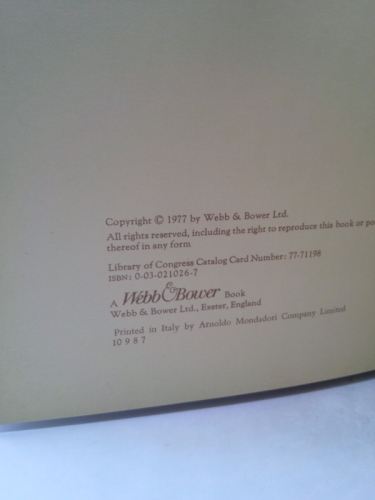 Copyright © 1977 by Webb & Bower Ltd.
All rights reserved, including the right to reproduce this book or
thereof in any form
Library of Congress Catalog Card Number: 77-71198
ISBN: 0-03-021026-7
A Webb & Bower Book
Webb & Bower Ltd., Exeter, England
Printed in Italy by Arnoldo Mondadori Company Limited
10 9 8 7